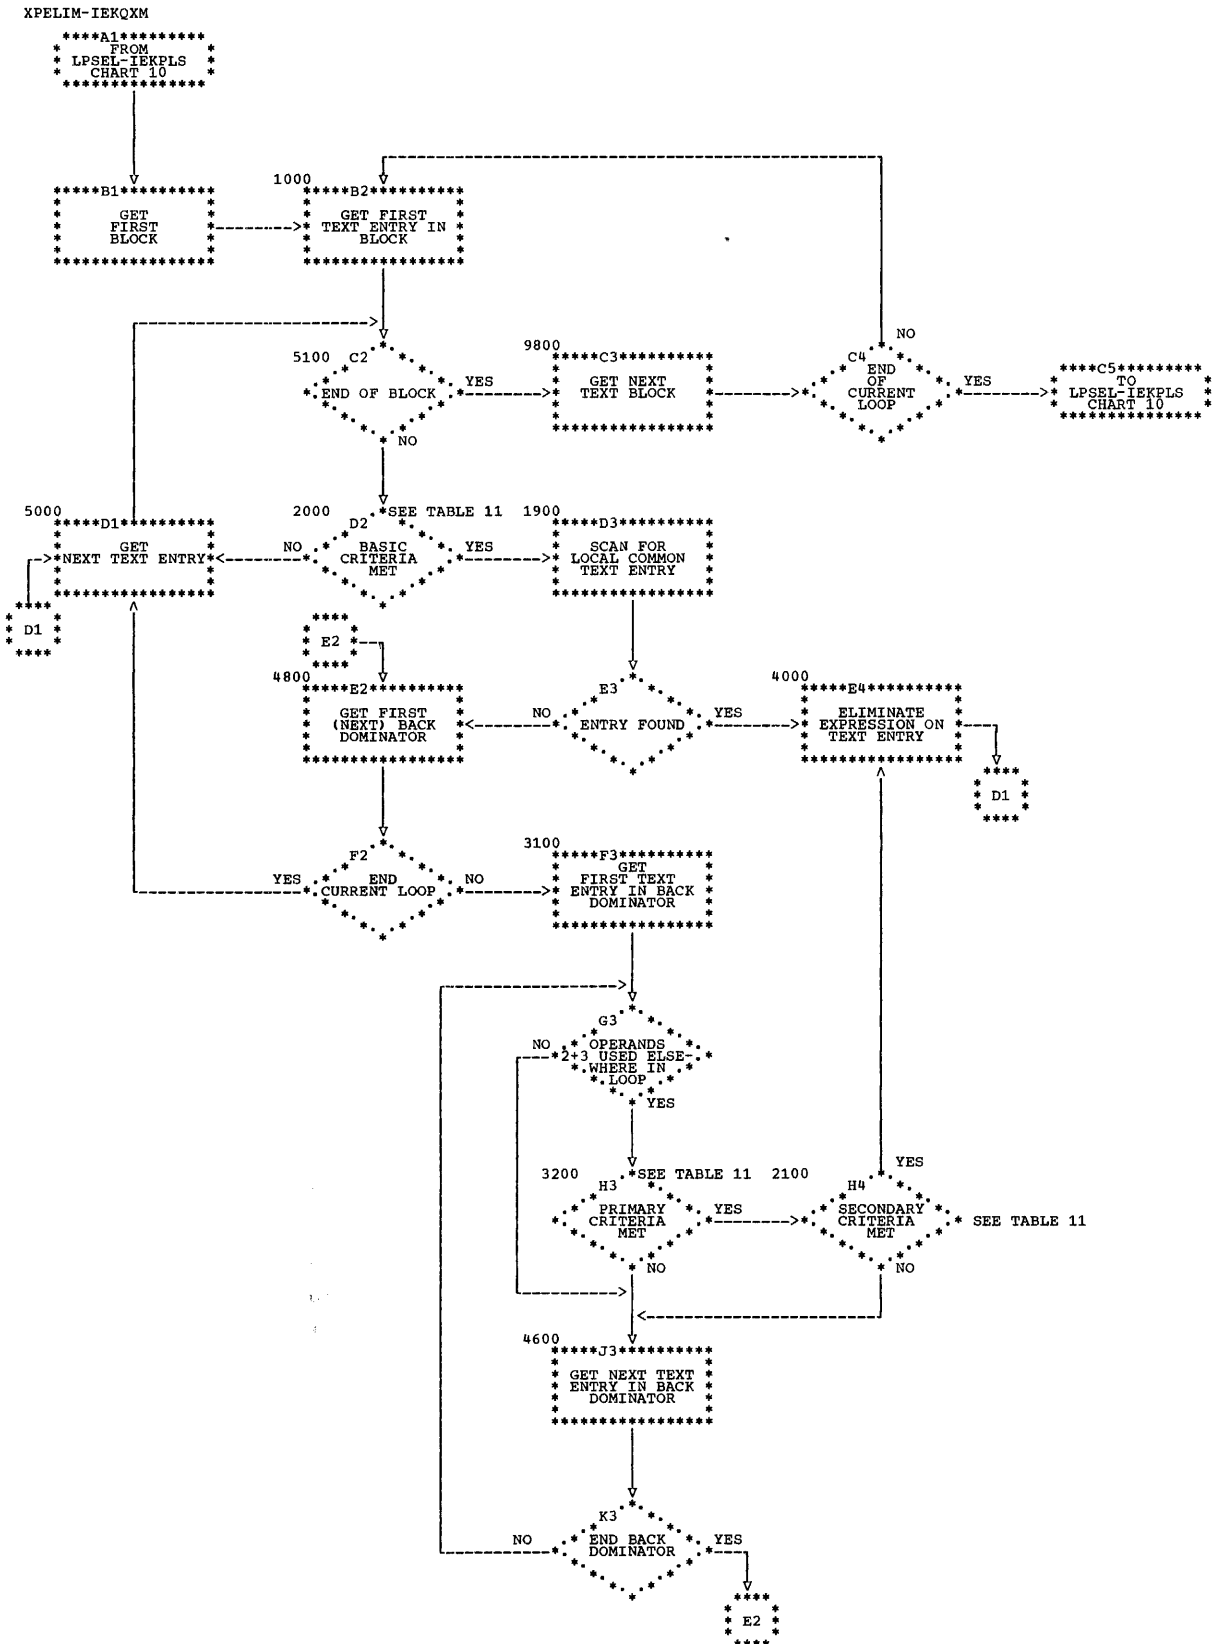 XPELIM-IEKQXM
A1
FROM
LPSEL-IEKPLS
CHART 10
B1
GET
FIRST
BLOCK
1000
B2
GET FIRST
TEXT ENTRY IN
BLOCK
5100
C2
END OF BLOCK
YES
NO
9800
C3
GET NEXT
TEXT BLOCK
NO
C4
END
OF
CURRENT
LOOP
YES
C5
TO
LPSEL-IEKPLS
CHART 10
5000
D1
GET
NEXT TEXT ENTRY
D1
2000
SEE TABLE 11
D2
BASIC
CRITERIA
MET
NO
YES
1900
D3
SCAN FOR
LOCAL COMMON
TEXT ENTRY
E2
4800
E2
GET FIRST
(NEXT) BACK
DOMINATOR
E3
ENTRY FOUND
NO
YES
4000
E4
ELIMINATE
EXPRESSION ON
TEXT ENTRY
D1
F2
END
CURRENT LOOP
YES
NO
3100
F3
GET
FIRST TEXT
ENTRY IN BACK
DOMINATOR
G3
OPERANDS
2+3 USED ELSE-
WHERE IN
LOOP
NO
YES
3200
SEE TABLE 11
H3
PRIMARY
CRITERIA
MET
YES
NO
2100
YES
H4
SECONDARY
CRITERIA
MET
SEE TABLE 11
NO
4600
J3
GET NEXT TEXT
ENTRY IN BACK
DOMINATOR
K3
END BACK
DOMINATOR
NO
YES
E2